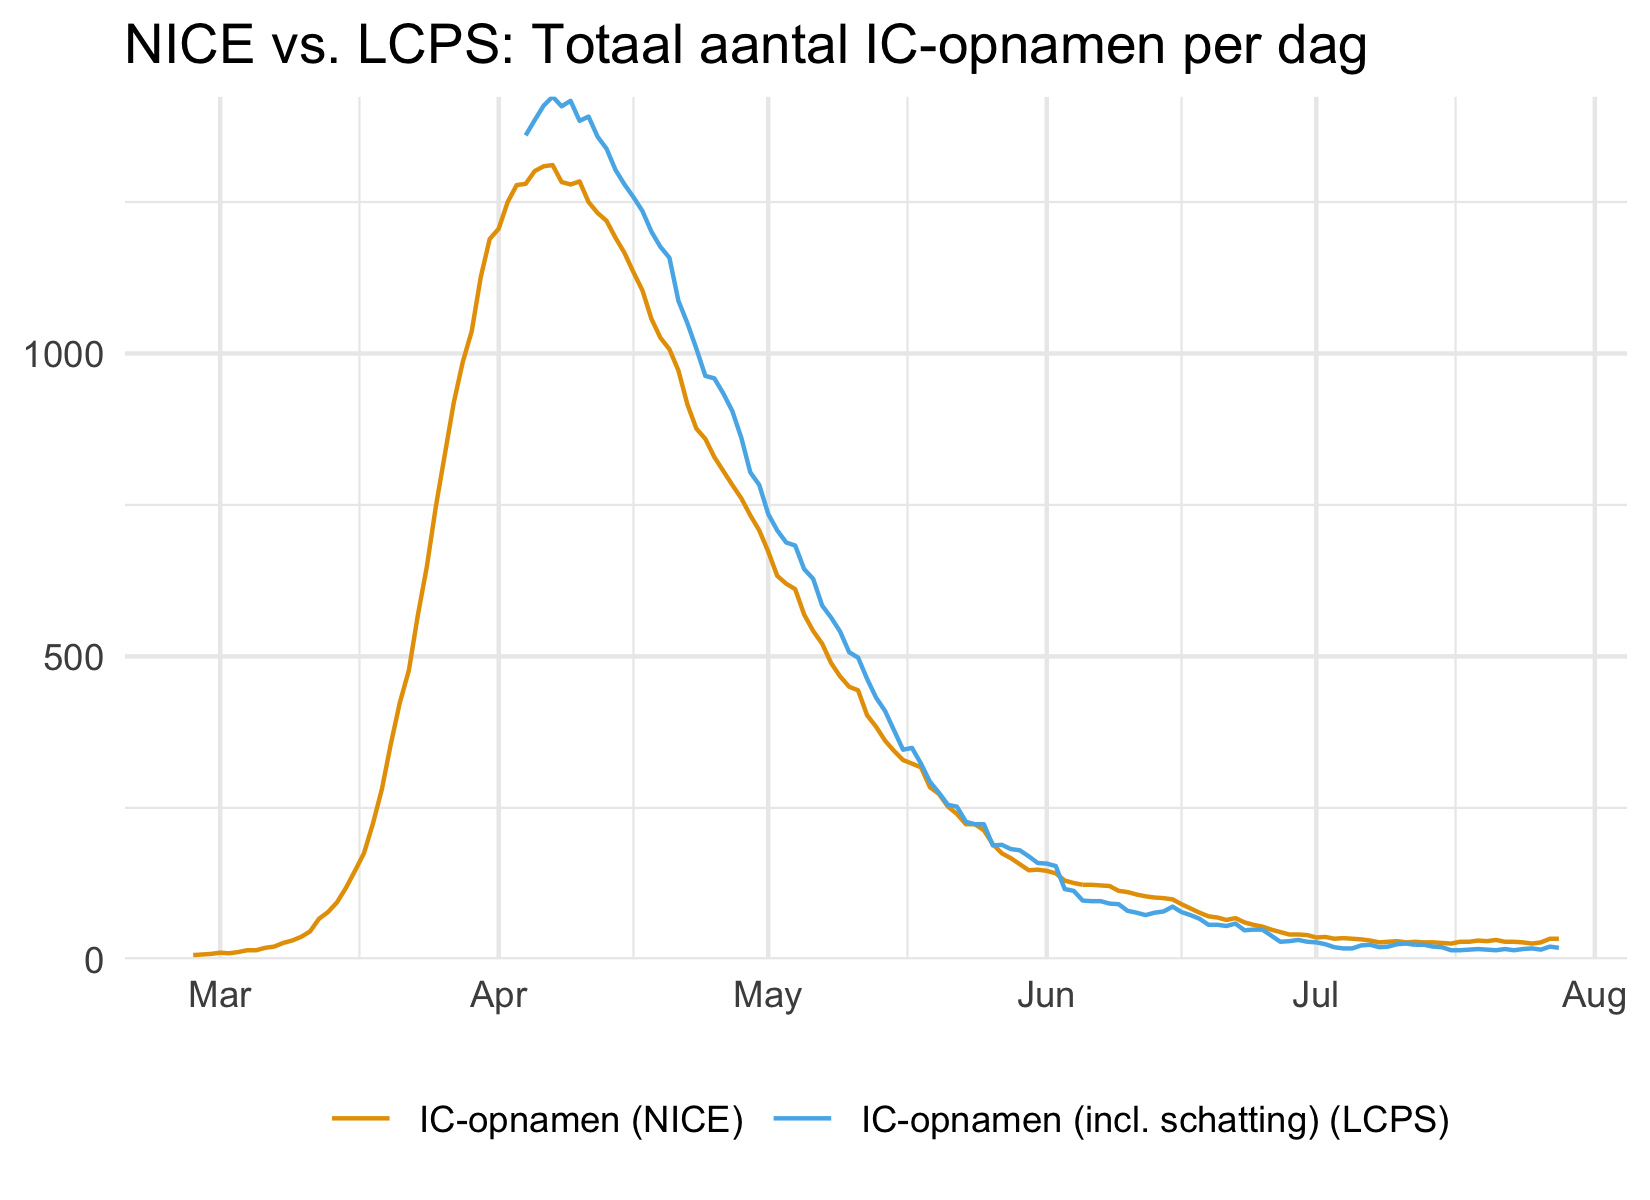 NICE vs. LCPS: Totaal aantal IC-opnamen per dag
1000
500
0
Mar Apr May Jun Jul Aug
IC-opnamen (NICE) IC-opnamen (incl. schatting) (LCPS)